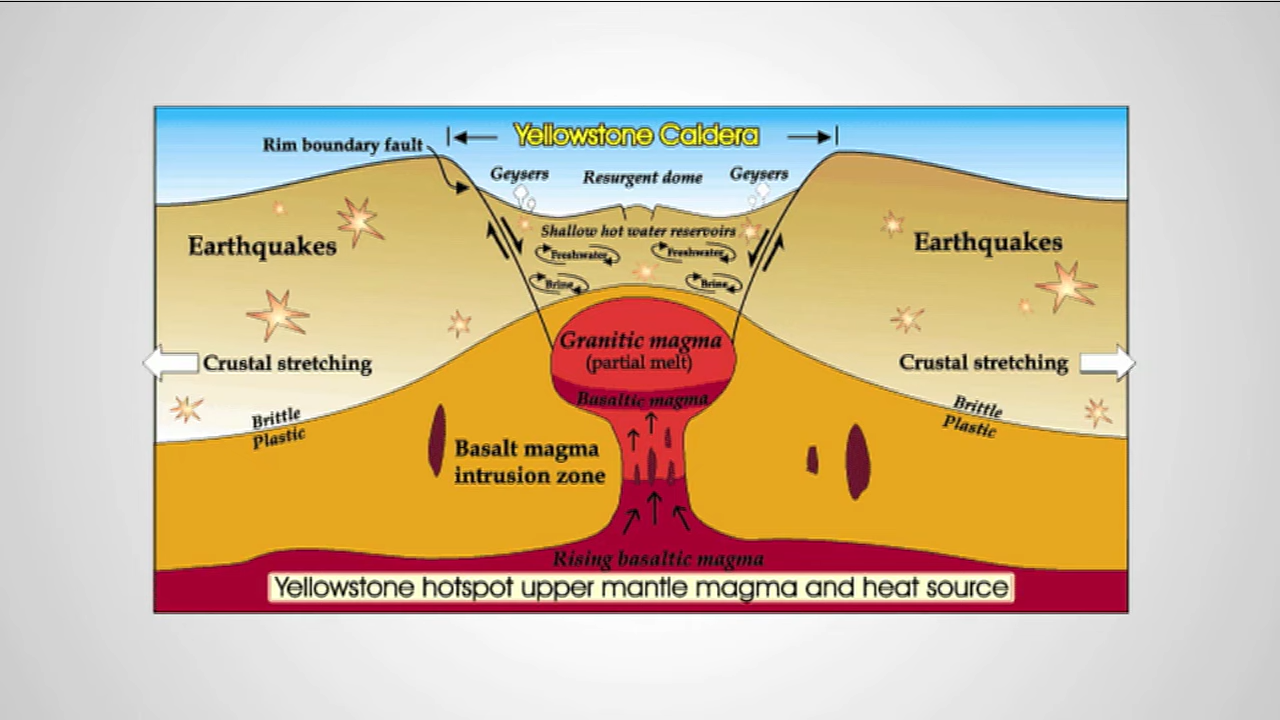 Yellowstone Caldera
Rim boundary fault
Geysers
Resurgent dome
Geysers
Shallow hot water reservoirs
Freshwater
Freshwater
Brine
Brine
Earthquakes
Earthquakes
Granitic magma
(partial melt)
Crustal stretching
Crustal stretching
Basaltic magma
Brittle
Plastic
Brittle
Plastic
Basalt magma
intrusion zone
Rising basaltic magma
Yellowstone hotspot upper mantle magma and heat source